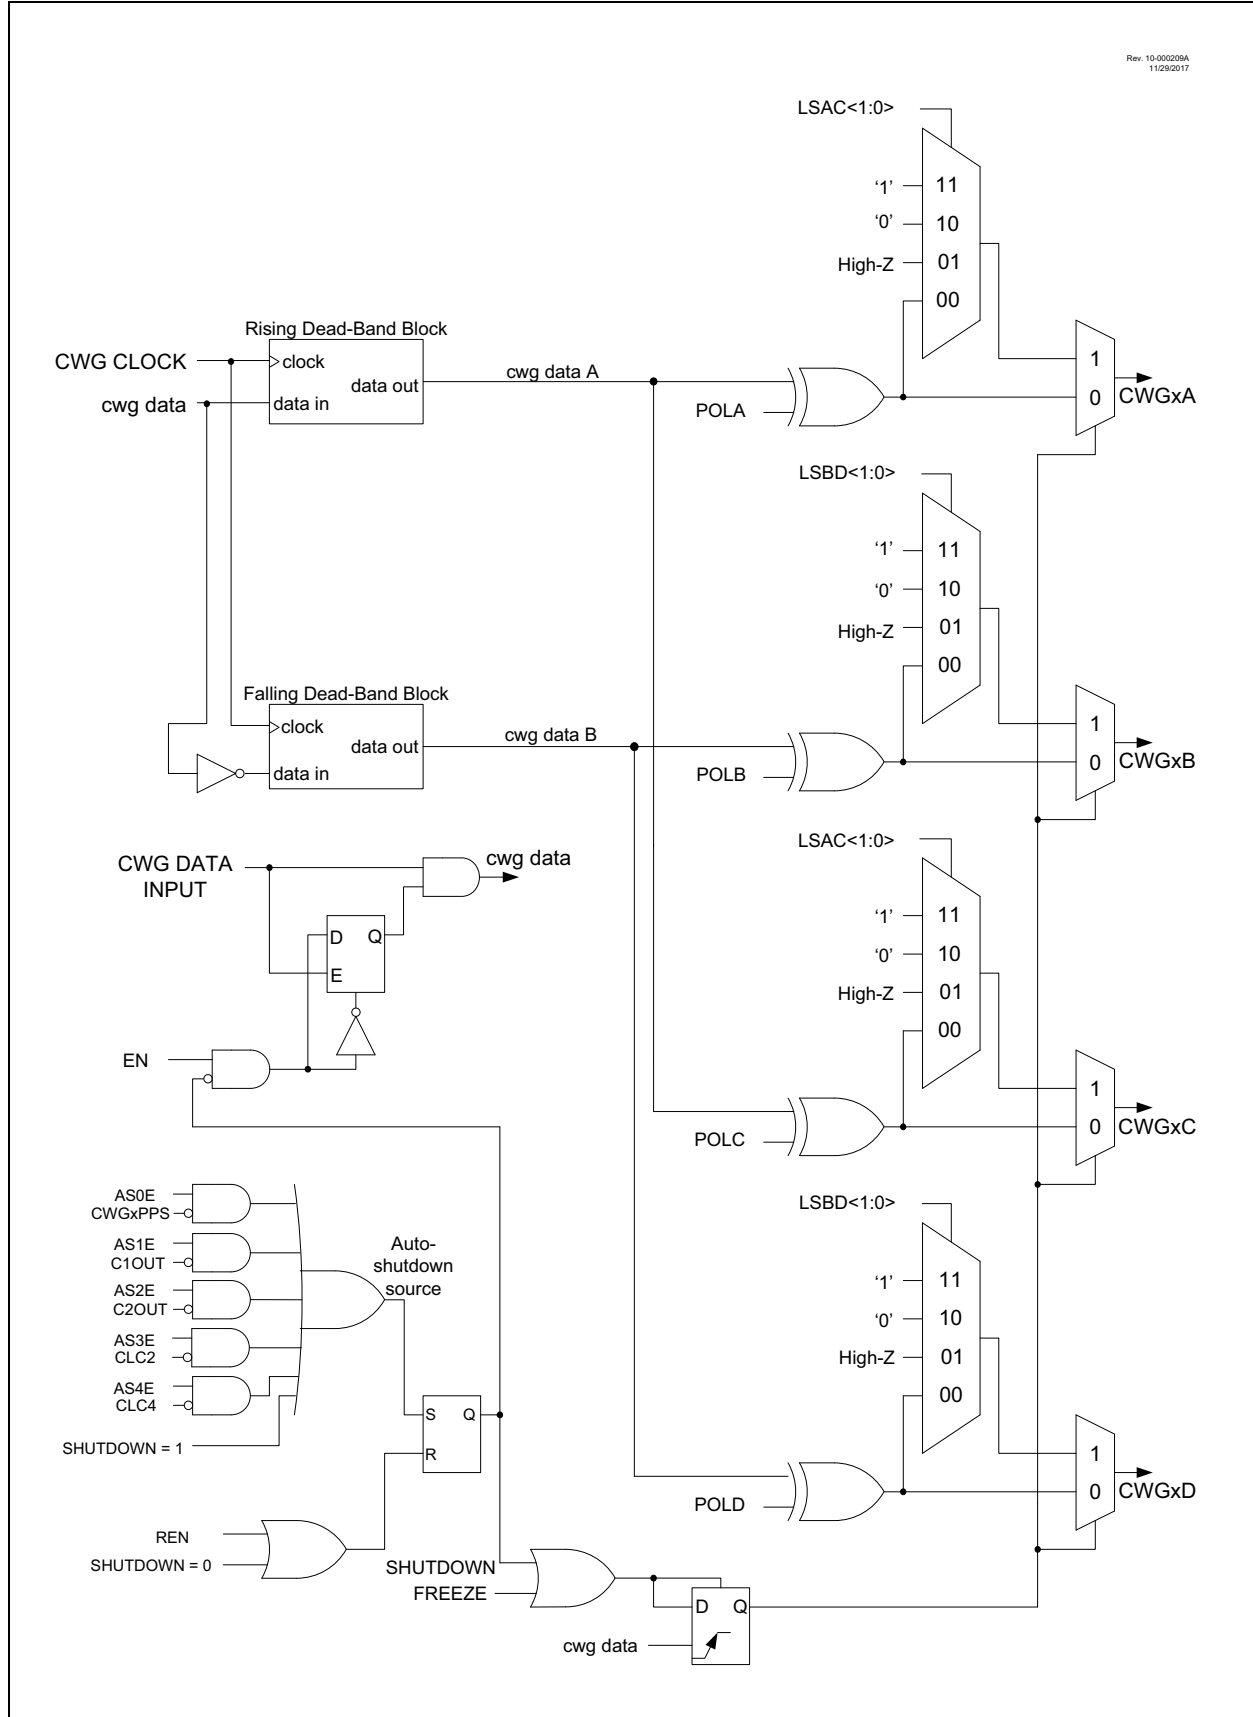 Rev. 10-000209A
11/29/2017
LSAC<1:0>
‘1’ 11
‘0’ 10
High-Z 01
00
Rising Dead-Band Block
CWG CLOCK clock
data out
cwg data A
cwg data data in
POLA
1
0
CWGxA
LSBD<1:0>
‘1’ 11
‘0’ 10
High-Z 01
00
Falling Dead-Band Block
clock
data out
cwg data B
data in
POLB
1
0
CWGxB
LSAC<1:0>
‘1’ 11
‘0’ 10
High-Z 01
00
CWG DATA
INPUT
cwg data
D Q
E
EN
POLC
1
0
CWGxC
LSBD<1:0>
‘1’ 11
‘0’ 10
High-Z 01
00
AS0E
CWGxPPS
AS1E
C1OUT
AS2E
C2OUT
AS3E
CLC2
AS4E
CLC4
SHUTDOWN = 1
Auto-
shutdown
source
S Q
R
REN
SHUTDOWN = 0
POLD
1
0
CWGxD
SHUTDOWN
FREEZE
D Q
cwg data